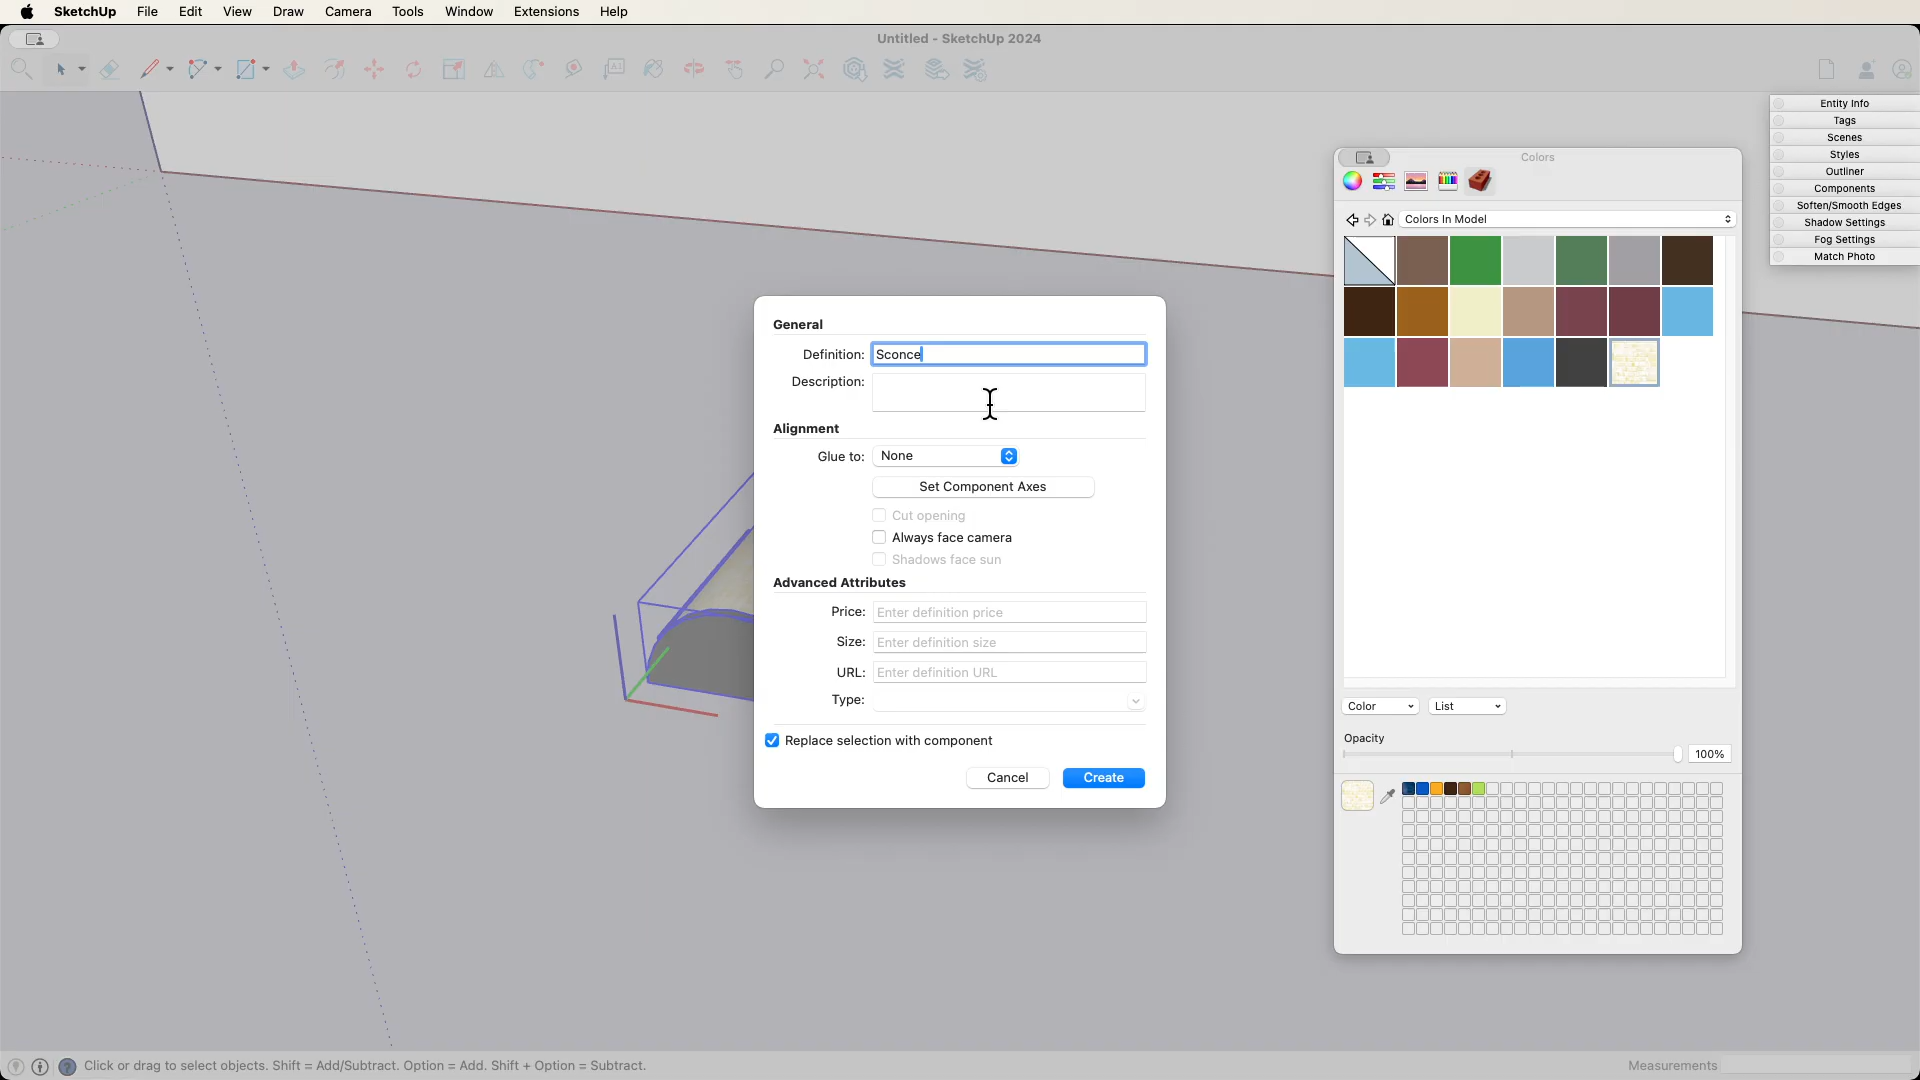 SketchUp File Edit View Draw Camera Tools Window Extensions Help
Untitled - SketchUp 2024
Entity Info
Tags
Scenes
Styles
Outliner
Components
Soften/Smooth Edges
Shadow Settings
Fog Settings
Match Photo
Colors
Colors In Model
Color
List
Opacity
100%
General
Definition: Sconce
Description:
Alignment
Glue to: None
Set Component Axes
Cut opening
Always face camera
Shadows face sun
Advanced Attributes
Price: Enter definition price
Size: Enter definition size
URL: Enter definition URL
Type:
Replace selection with component
Cancel Create
Click or drag to select objects. Shift = Add/Subtract. Option = Add. Shift + Option = Subtract.
Measurements